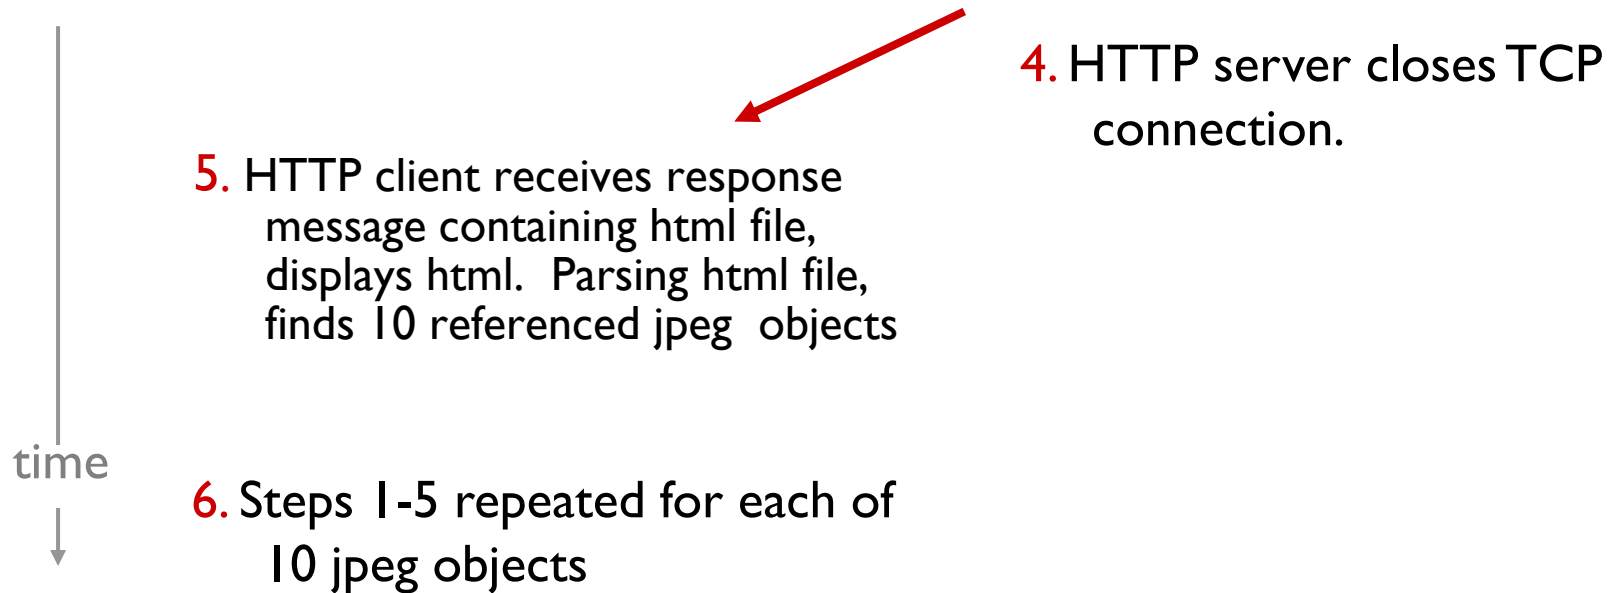 4. HTTP server closes TCP
connection.
5. HTTP client receives response
message containing html file,
displays html.  Parsing html file,
finds 10 referenced jpeg  objects
time
6. Steps 1-5 repeated for each of
10 jpeg objects